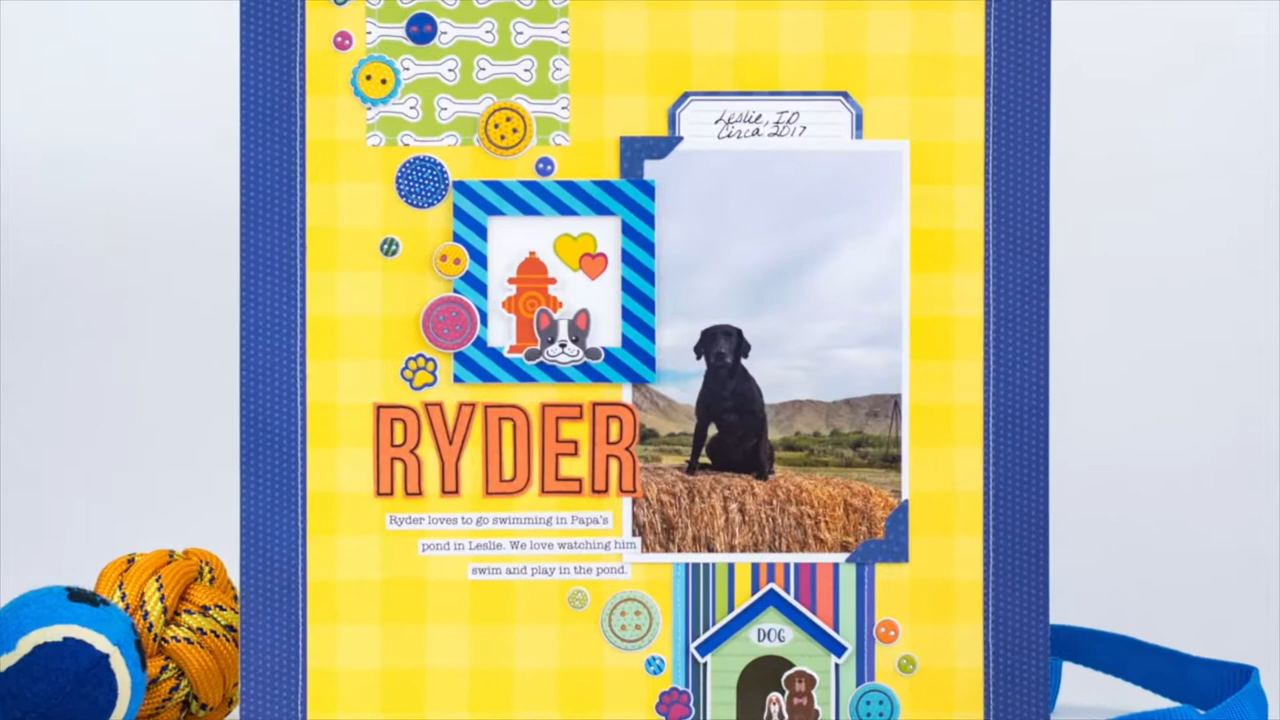 Leslie, ID
Circa 2017
RYDER
Ryder loves to go swimming in Papa's
pond in Leslie. We love watching him
swim and play in the pond.
DOG